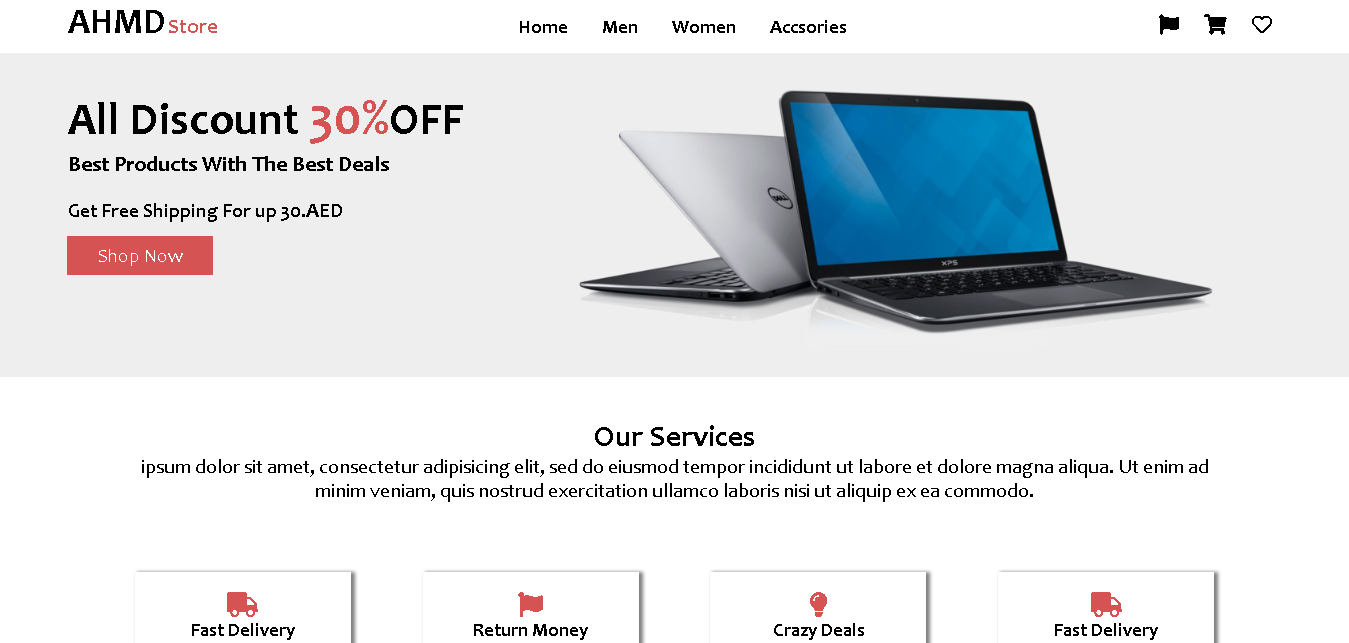 AHMD Store
Home Men Women Accsories
All Discount 30%OFF
Best Products With The Best Deals
Get Free Shipping For up 30.AED
Shop Now
DELL
XPS
Our Services
ipsum dolor sit amet, consectetur adipisicing elit, sed do eiusmod tempor incididunt ut labore et dolore magna aliqua. Ut enim ad
minim veniam, quis nostrud exercitation ullamco laboris nisi ut aliquip ex ea commodo.
Fast Delivery
Return Money
Crazy Deals
Fast Delivery